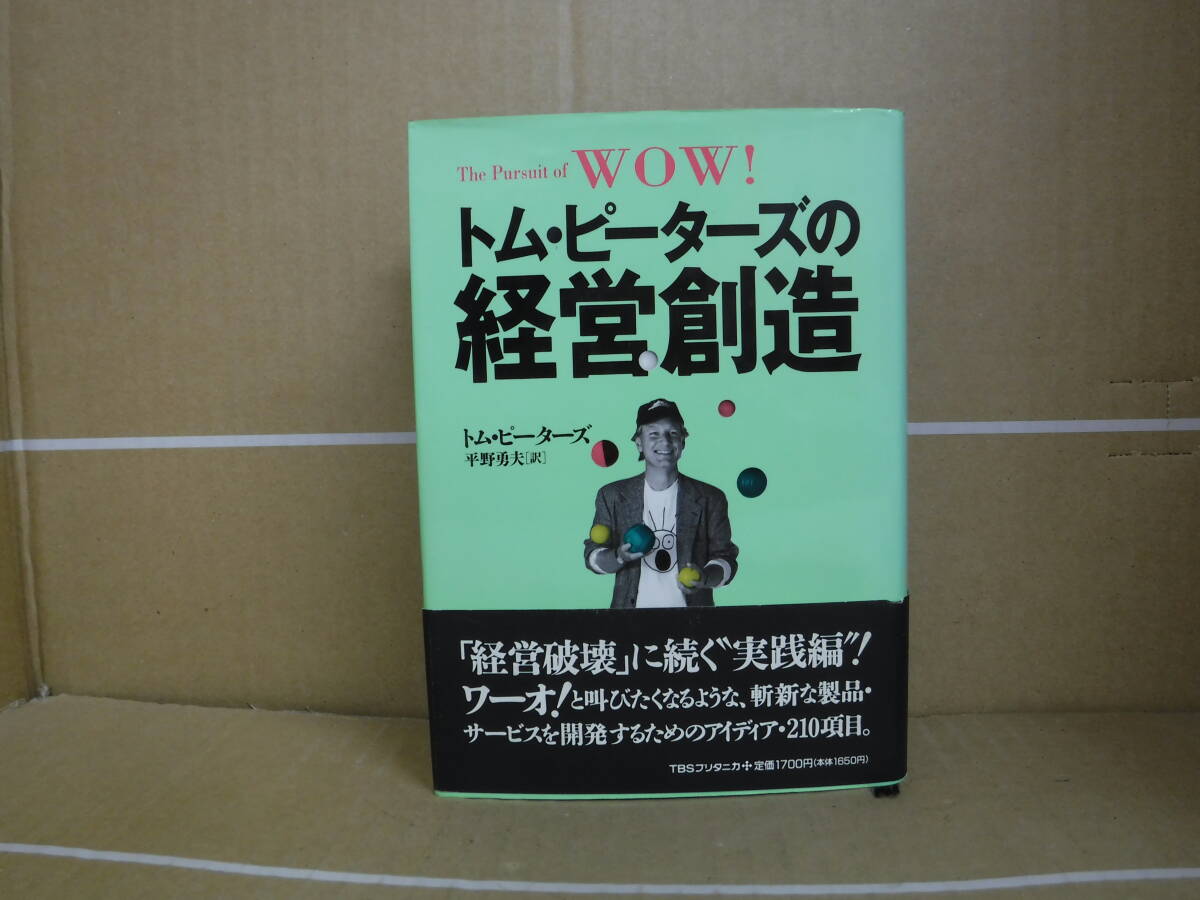 The Pursuit of WOW!
トム・ピーターズの
経営創造
トム・ピーターズ
平野勇夫[訳]
「経営破壊」に続く“実践編”!
ワーオ!と叫びたくなるような、斬新な製品・
サービスを開発するためのアイディア・210項目。
TBSブリタニカ 定価1700円(本体1650円)